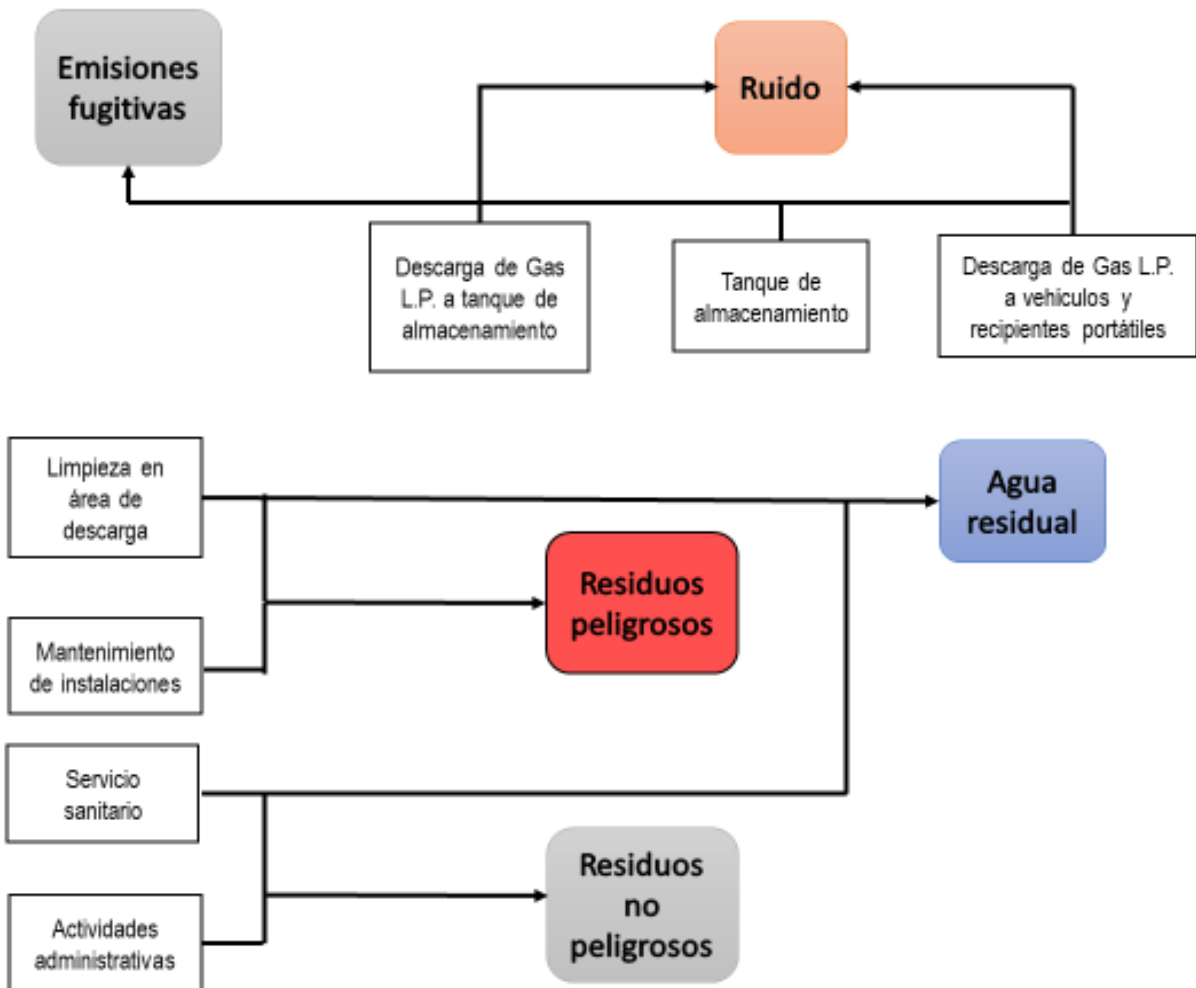 Emisiones
fugitivas
Ruido
Descarga de Gas
L.P. a tanque de
almacenamiento
Tanque de
almacenamiento
Descarga de Gas L.P.
a vehículos y
recipientes portátiles
Limpieza en
área de
descarga
Agua
residual
Residuos
peligrosos
Mantenimiento
de instalaciones
Servicio
sanitario
Residuos
no
peligrosos
Actividades
administrativas